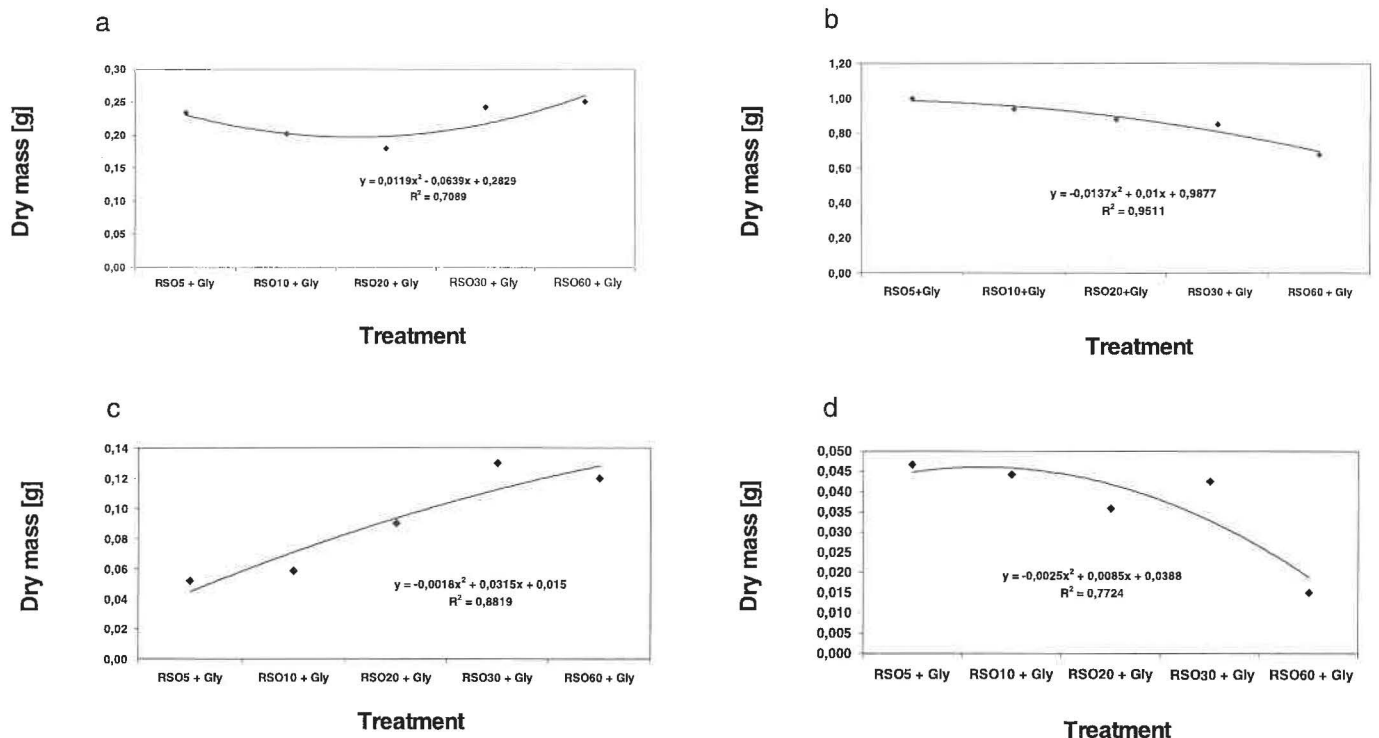 a
Dry mass [g]
0,30
0,25
0,20
0,15
0,10
0,05
0,00
y = 0,0119x² - 0,0639x + 0,2829
R² = 0,7089
RSO5 + Gly RSO10 + Gly RSO20 + Gly RSO30 + Gly RSO60 + Gly
Treatment
b
Dry mass [g]
1,20
1,00
0,80
0,60
0,40
0,20
0,00
y = -0,0137x² + 0,01x + 0,9877
R² = 0,9511
RSO5+Gly RSO10+Gly RSO20+Gly RSO30 + Gly RSO60 + Gly
Treatment
c
Dry mass [g]
0,14
0,12
0,10
0,08
0,06
0,04
0,02
0,00
y = -0,0018x² + 0,0315x + 0,015
R² = 0,8819
RSO5 + Gly RSO10 + Gly RSO20 + Gly RSO30 + Gly RSO60 + Gly
Treatment
d
Dry mass [g]
0,050
0,045
0,040
0,035
0,030
0,025
0,020
0,015
0,010
0,005
0,000
y = -0,0025x² + 0,0085x + 0,0388
R² = 0,7724
RSO5 + Gly RSO10 + Gly RSO20 + Gly RSO30 + Gly RSO60 + Gly
Treatment